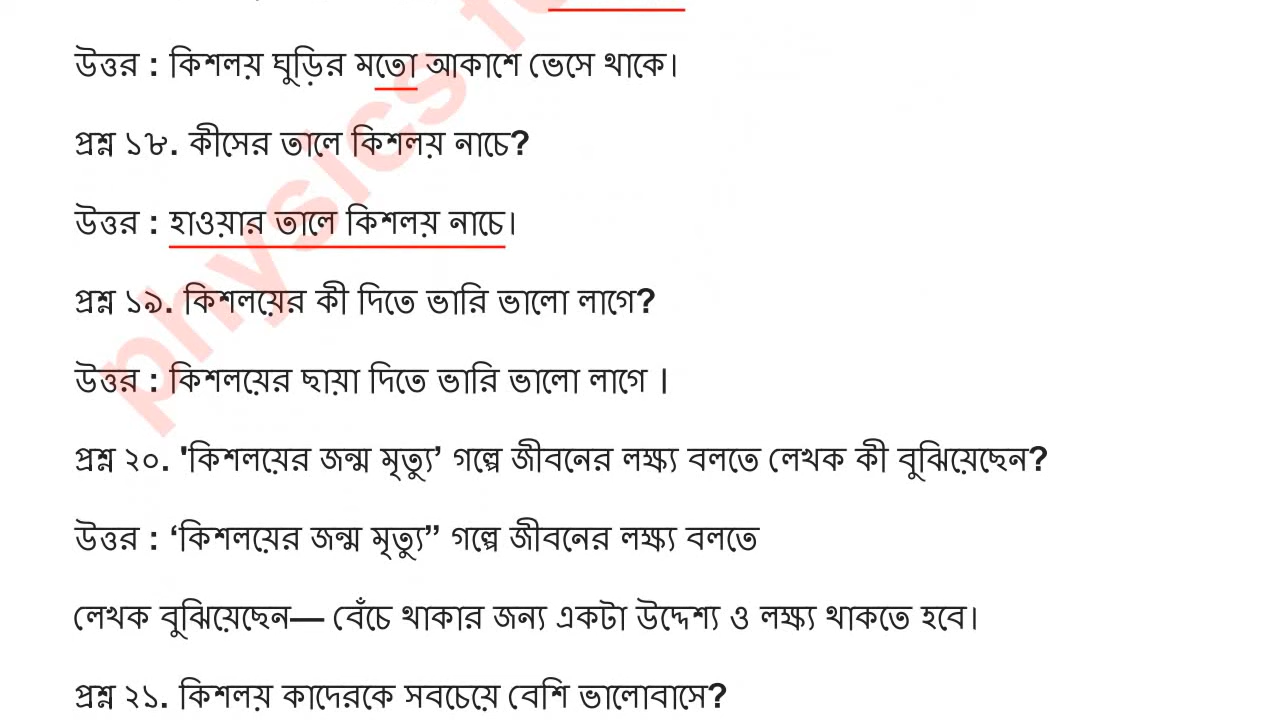 উত্তর : কিশলয় ঘুড়ির মতো আকাশে ভেসে থাকে।
প্রশ্ন ১৮. কীসের তালে কিশলয় নাচে?
উত্তর : হাওয়ার তালে কিশলয় নাচে।
প্রশ্ন ১৯. কিশলয়ের কী দিতে ভারি ভালো লাগে?
উত্তর : কিশলয়ের ছায়া দিতে ভারি ভালো লাগে ।
প্রশ্ন ২০. 'কিশলয়ের জন্ম মৃত্যু’ গল্পে জীবনের লক্ষ্য বলতে লেখক কী বুঝিয়েছেন?
উত্তর : ‘কিশলয়ের জন্ম মৃত্যু” গল্পে জীবনের লক্ষ্য বলতে
লেখক বুঝিয়েছেন— বেঁচে থাকার জন্য একটা উদ্দেশ্য ও লক্ষ্য থাকতে হবে।
প্রশ্ন ২১. কিশলয় কাদেরকে সবচেয়ে বেশি ভালোবাসে?
physics